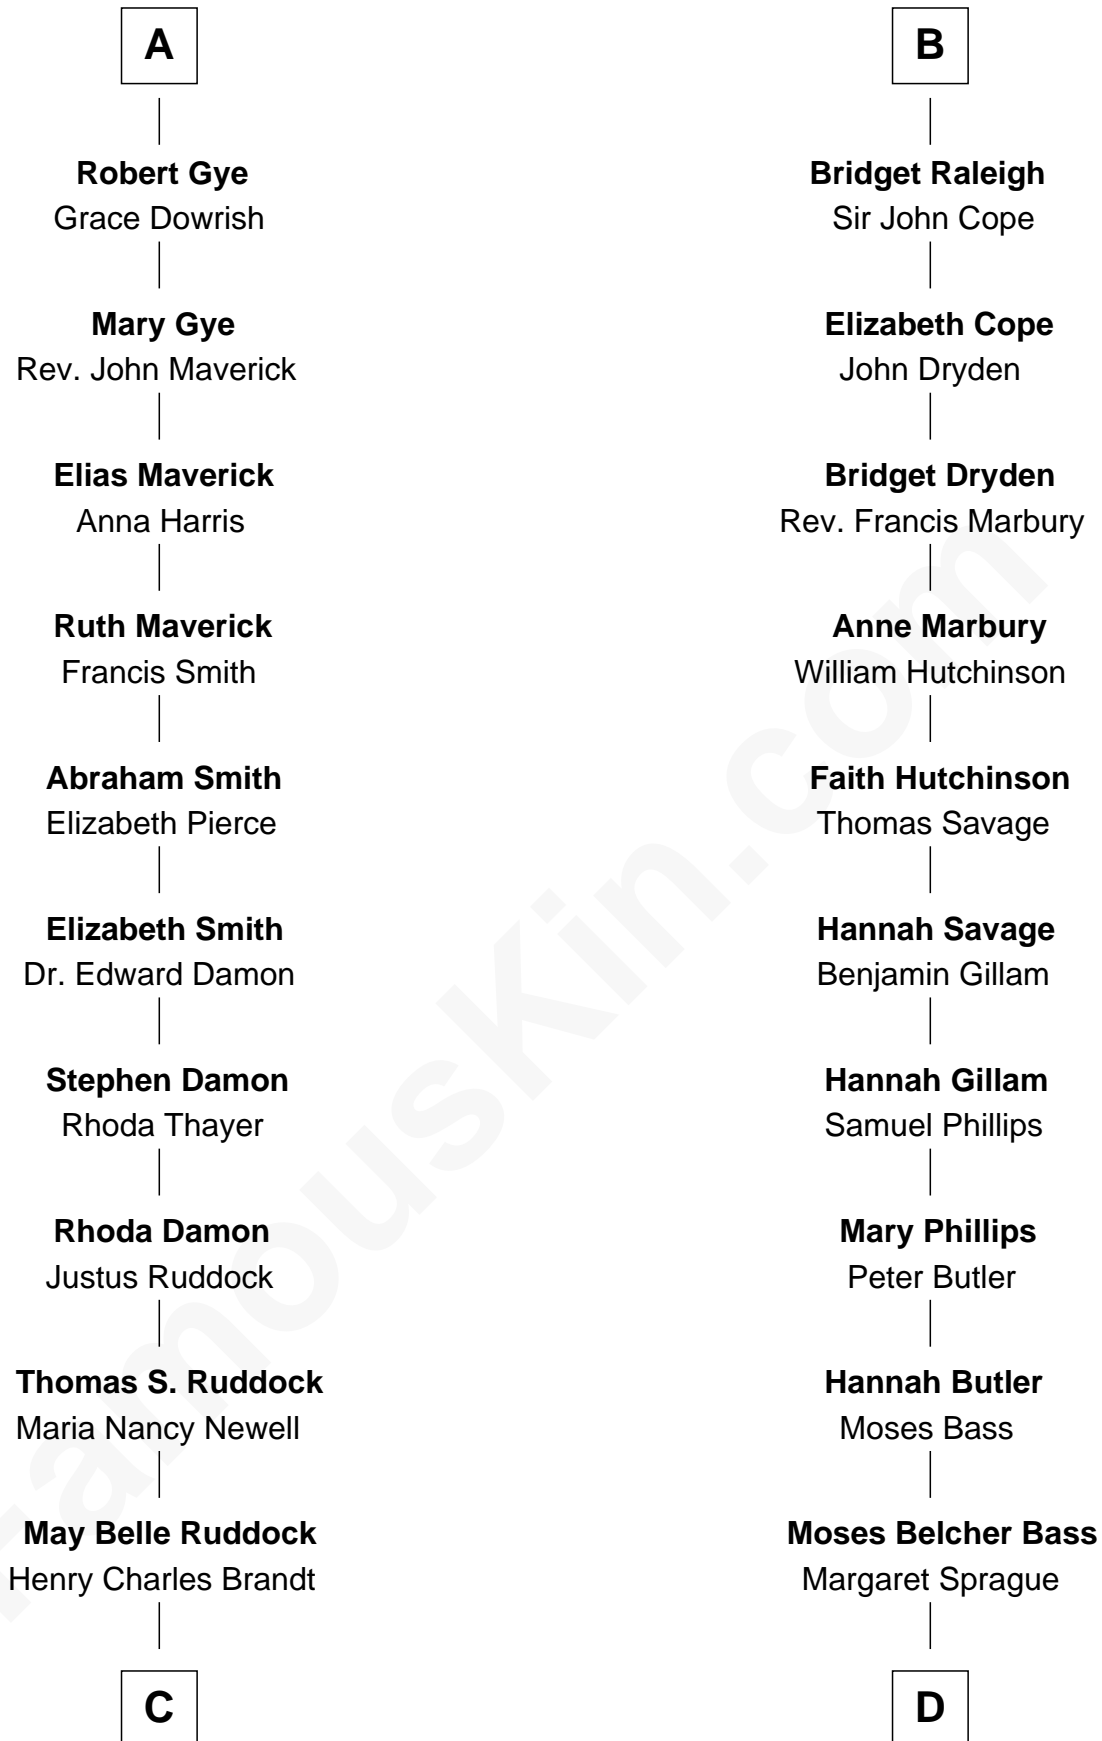 A
Robert Gye
Grace Dowrish
Mary Gye
Rev. John Maverick
Elias Maverick
Anna Harris
Ruth Maverick
Francis Smith
Abraham Smith
Elizabeth Pierce
Elizabeth Smith
Dr. Edward Damon
Stephen Damon
Rhoda Thayer
Rhoda Damon
Justus Ruddock
Thomas S. Ruddock
Maria Nancy Newell
May Belle Ruddock
Henry Charles Brandt
C
B
Bridget Raleigh
Sir John Cope
Elizabeth Cope
John Dryden
Bridget Dryden
Rev. Francis Marbury
Anne Marbury
William Hutchinson
Faith Hutchinson
Thomas Savage
Hannah Savage
Benjamin Gillam
Hannah Gillam
Samuel Phillips
Mary Phillips
Peter Butler
Hannah Butler
Moses Bass
Moses Belcher Bass
Margaret Sprague
D
FamousKin.com